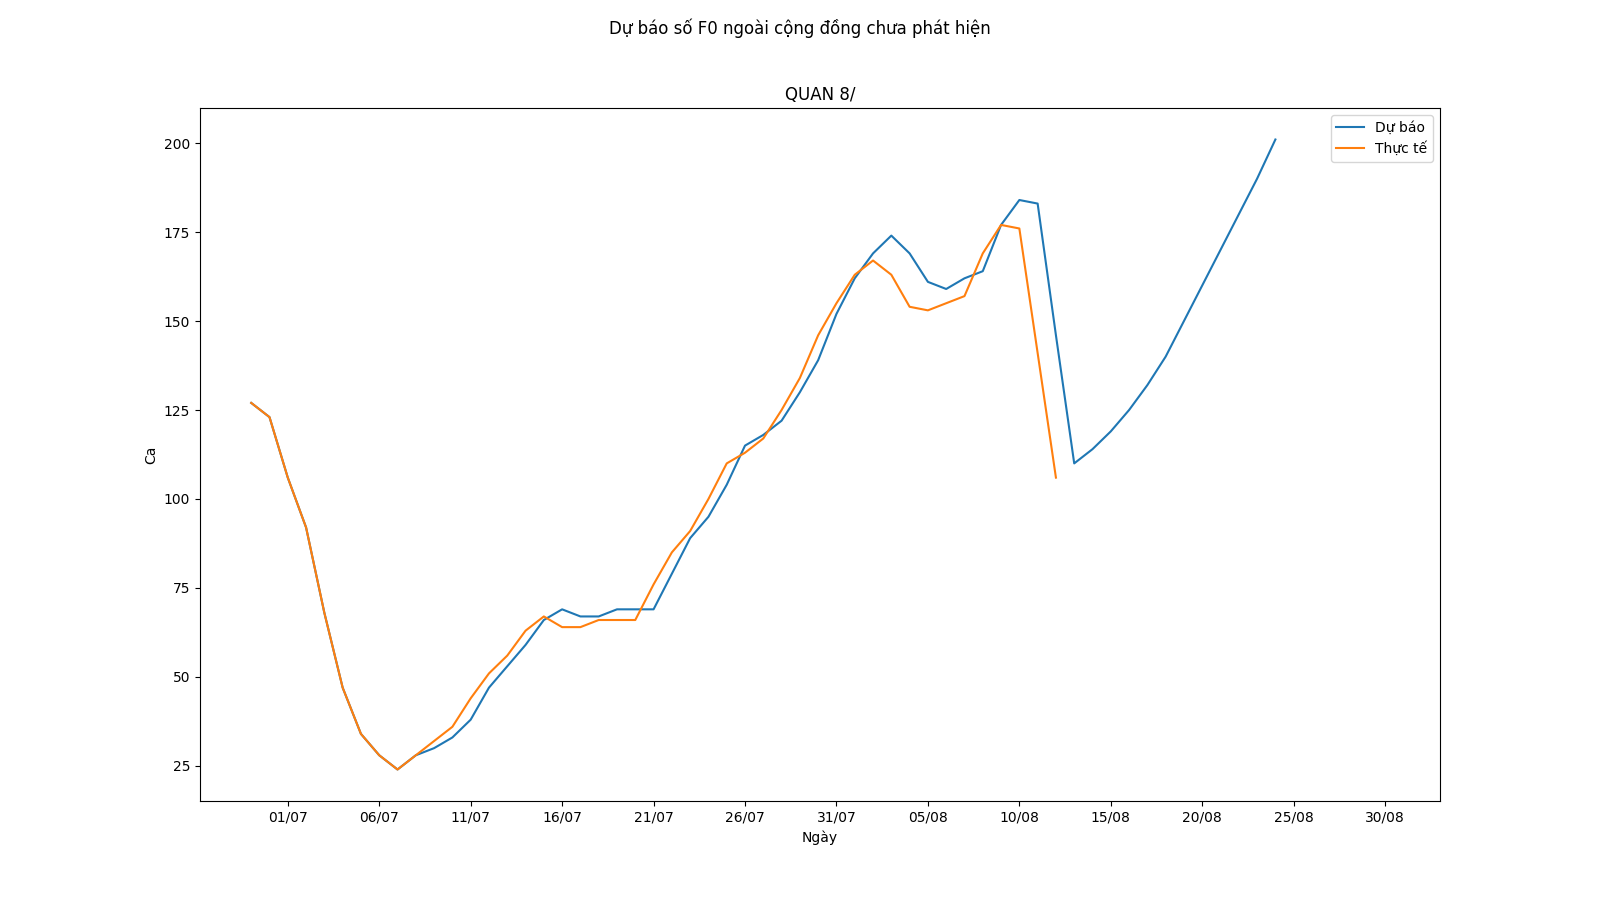 Dự báo số F0 ngoài cộng đồng chưa phát hiện
QUAN 8/
Dự báo
Thực tế
200
175
150
125
100
75
50
25
Ca
01/07 06/07 11/07 16/07 21/07 26/07 31/07 05/08 10/08 15/08 20/08 25/08 30/08
Ngày